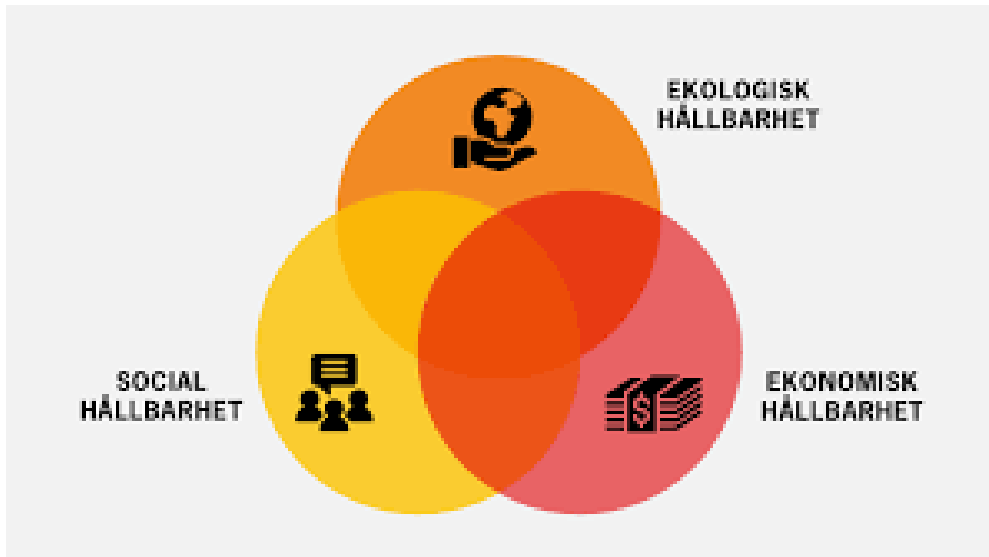 EKOLOGISK
HÅLLBARHET
SOCIAL
HÅLLBARHET
EKONOMISK
HÅLLBARHET
$